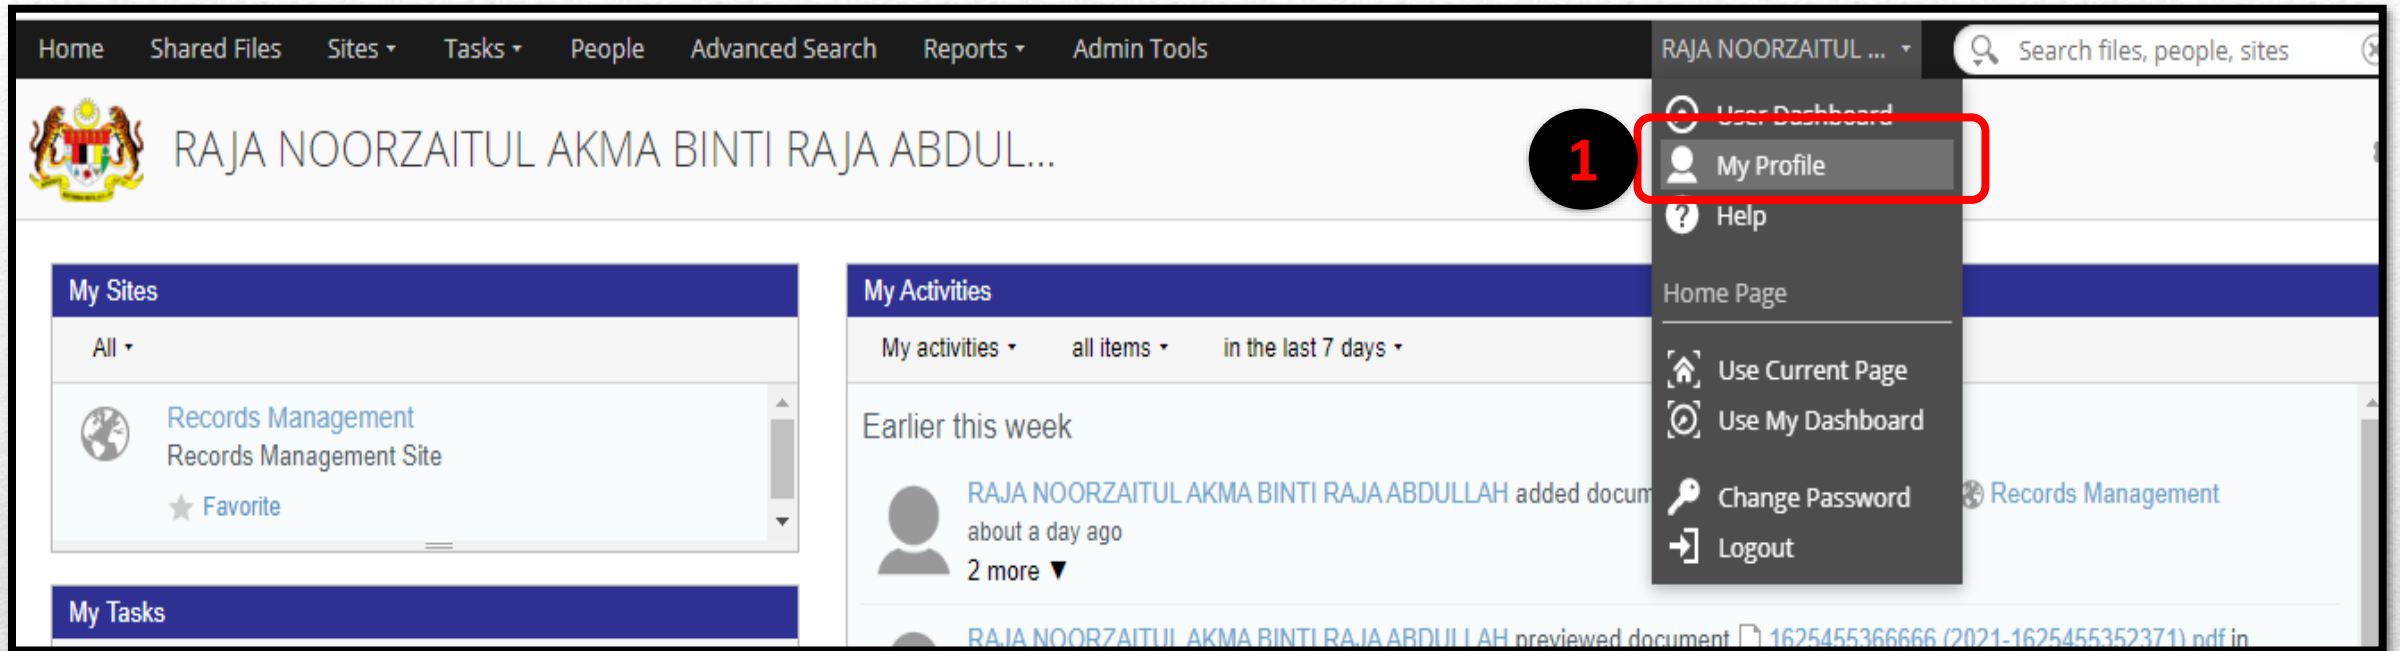 Home Shared Files Sites Tasks People Advanced Search Reports Admin Tools RAJA NOORZAITUL ... Search files, people, sites
RAJA NOORZAITUL AKMA BINTI RAJA ABDUL...
User Dashboard
1
My Profile
Help
Home Page
Use Current Page
Use My Dashboard
Change Password
Logout
My Sites
All
Records Management
Records Management Site
Favorite
My Tasks
My Activities
My activities all items in the last 7 days
Earlier this week
RAJA NOORZAITUL AKMA BINTI RAJA ABDULLAH added docum Records Management
about a day ago
2 more ▼
RAJA NOORZAITUL AKMA BINTI RAJA ABDULLAH previewed document 1625455366666 (2021-1625455352371).pdf in